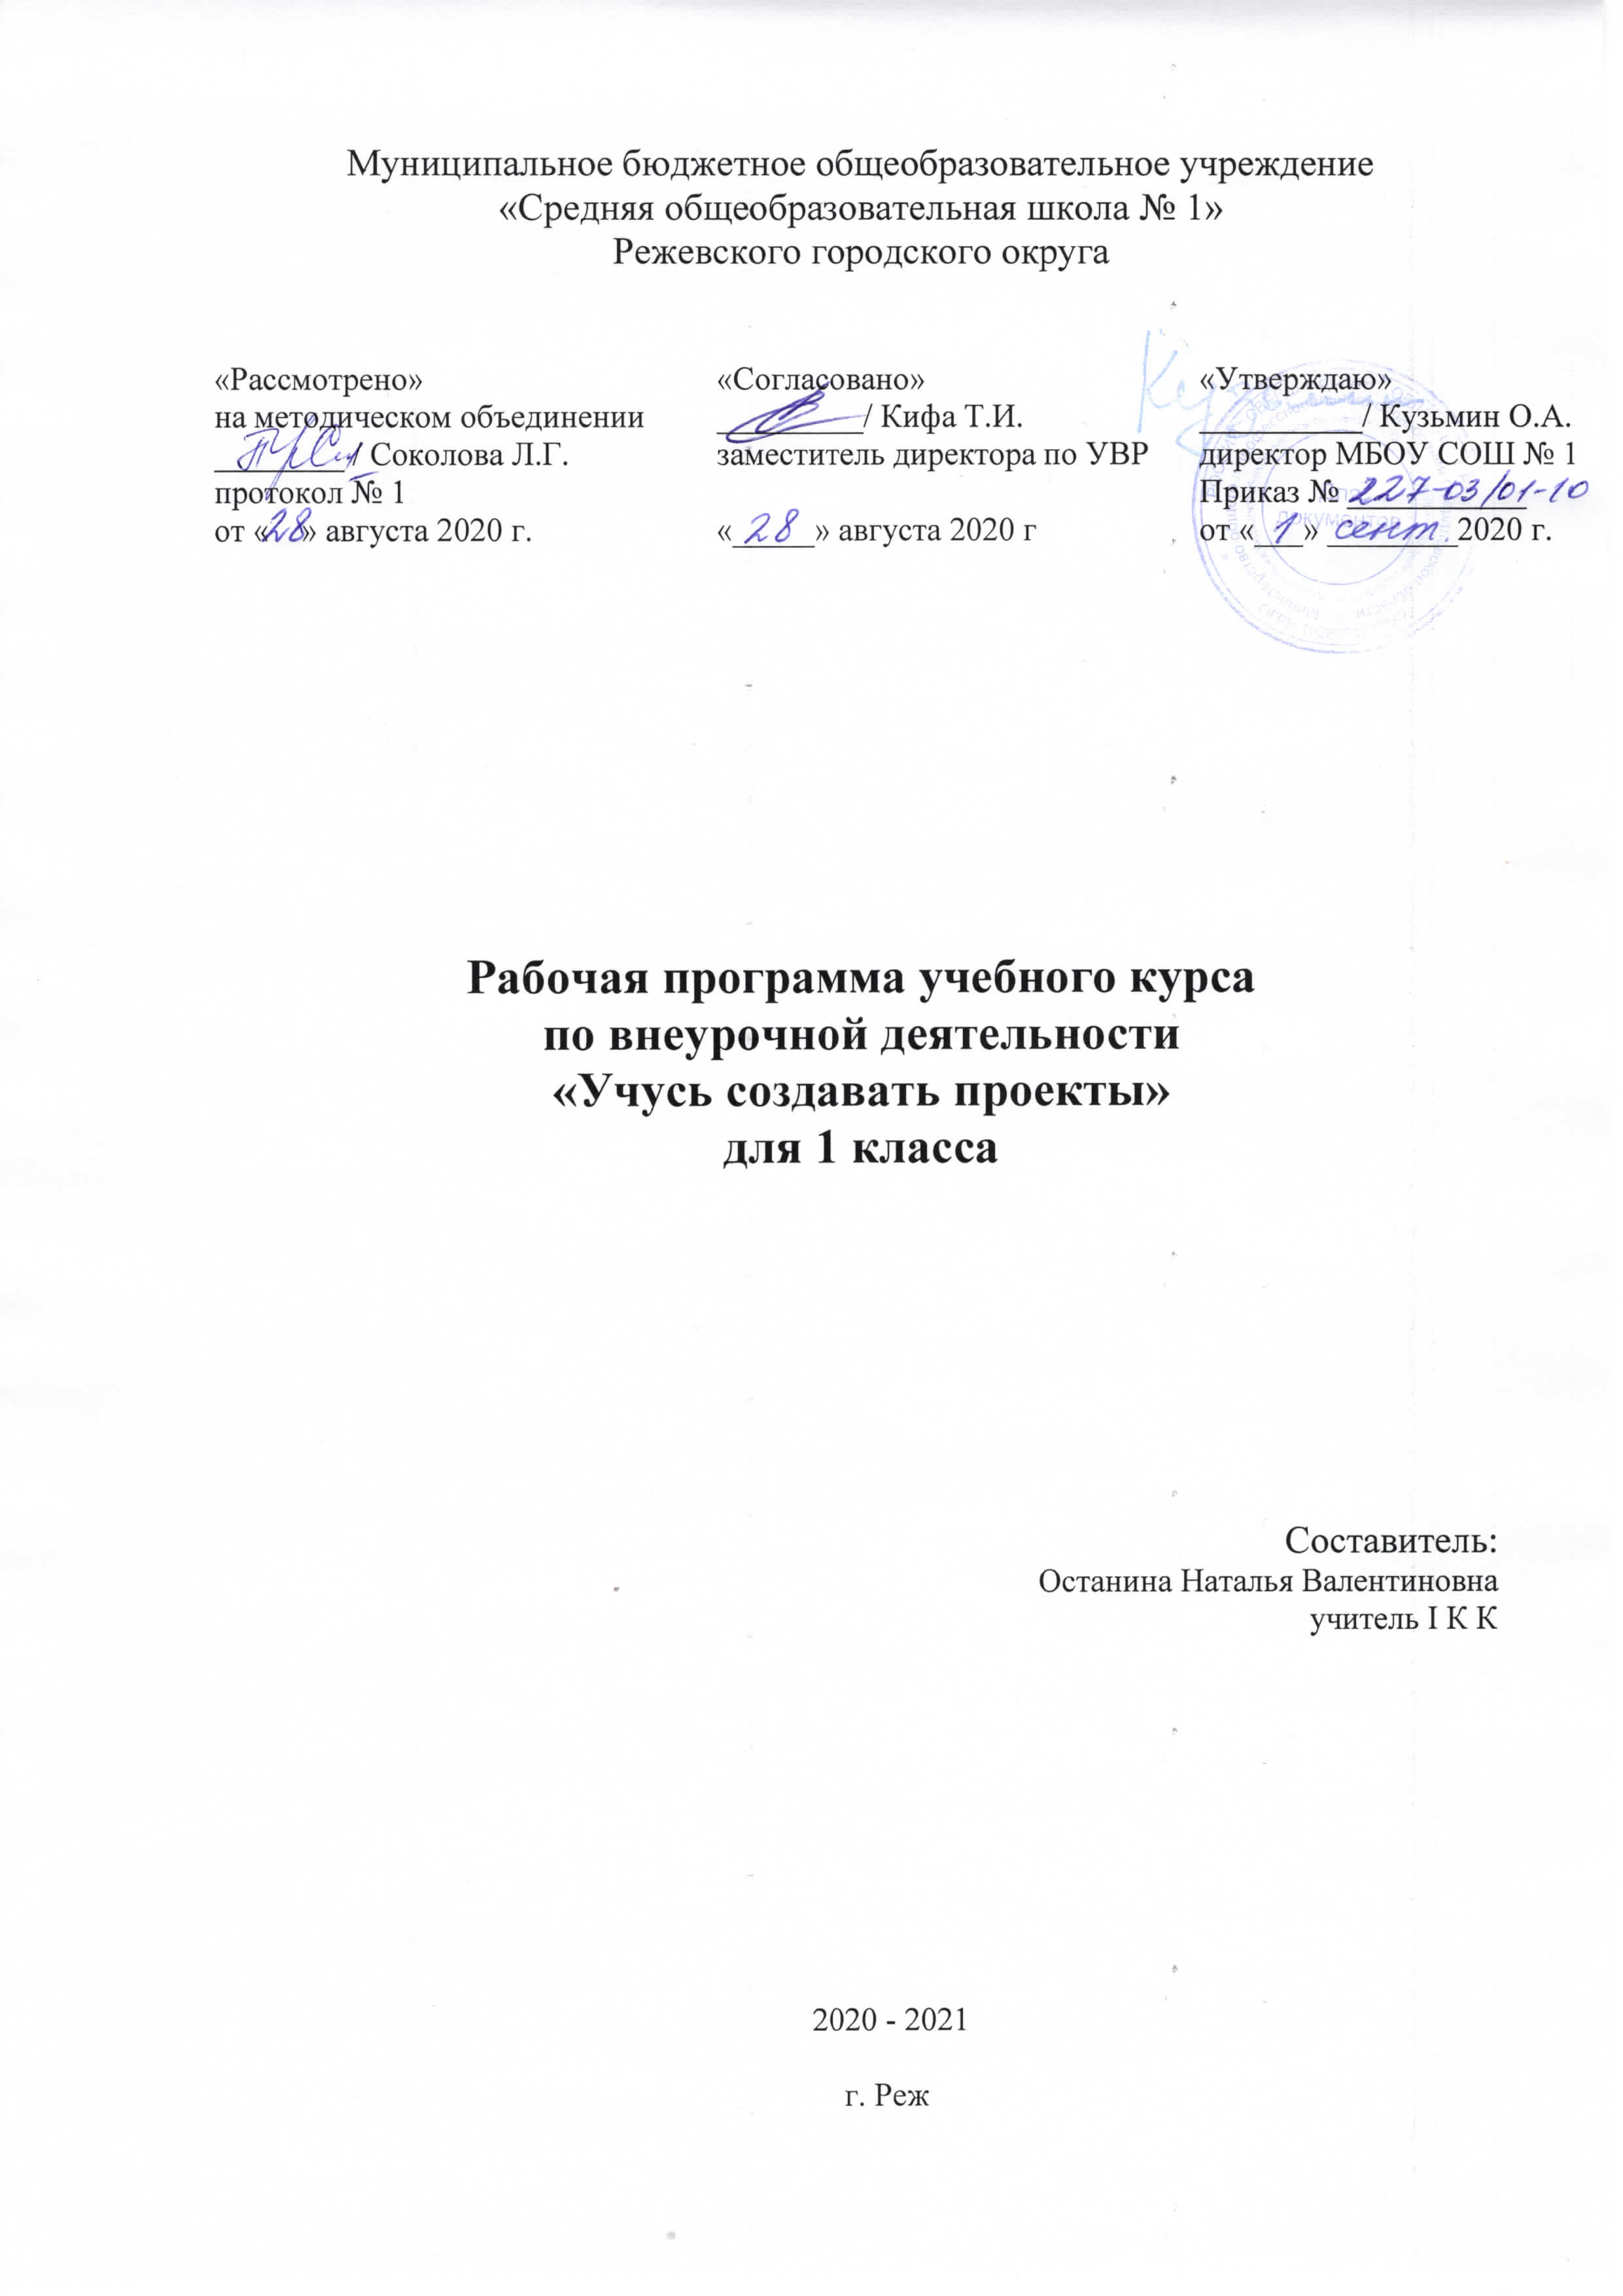 Муниципальное бюджетное общеобразовательное учреждение
«Средняя общеобразовательная школа № 1»
Режевского городского округа
«Рассмотрено»
на методическом объединении
/ Соколова Л.Г.
протокол № 1
от «28» августа 2020 г.
«Согласовано»
/ Кифа Т.И.
заместитель директора по УВР
«28» августа 2020 г
«Утверждаю»
/ Кузьмин О.А.
директор МБОУ СОШ № 1
Приказ № 227-03/01-10
от «1» сент. 2020 г.
документов
Рабочая программа учебного курса
по внеурочной деятельности
«Учусь создавать проекты»
для 1 класса
Составитель:
Останина Наталья Валентиновна
учитель I К К
2020 - 2021
г. Реж